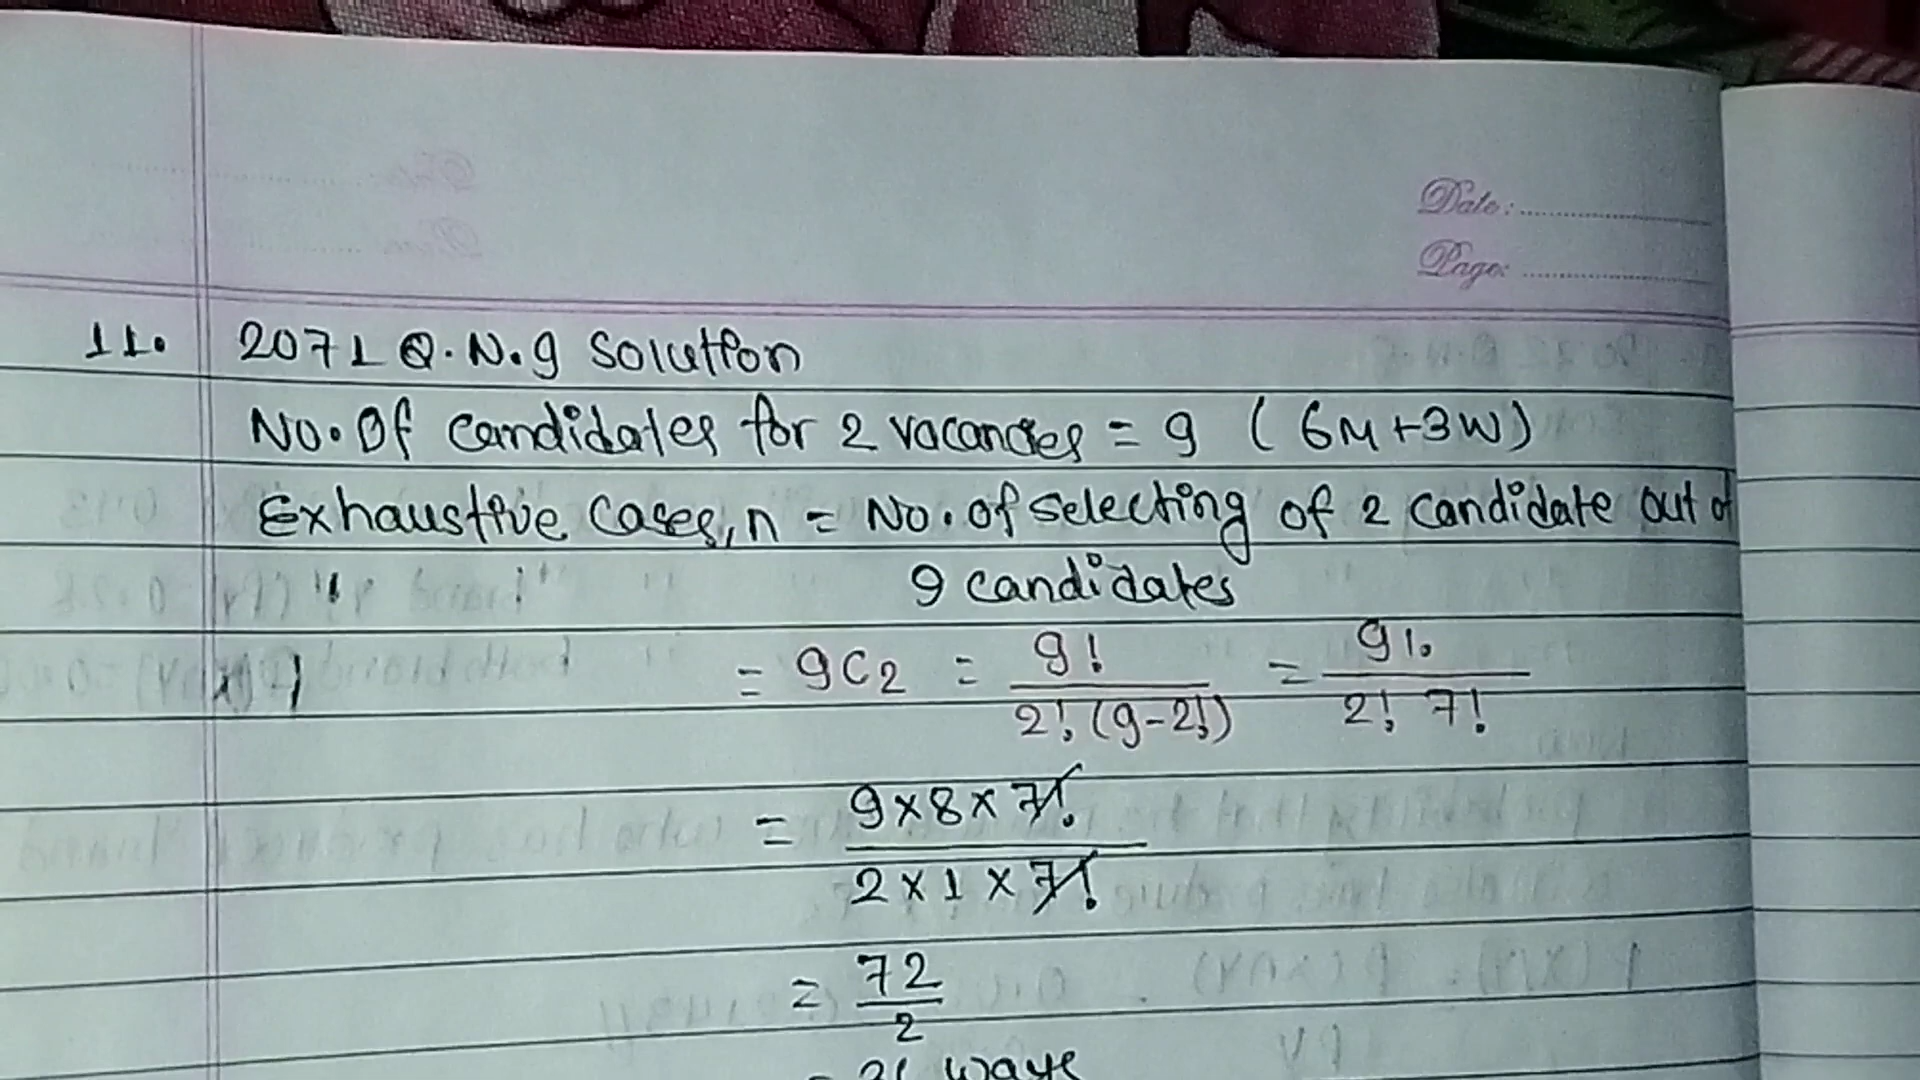 Date:
Page:
11. 2071 Q.N.9 Solution
No. Of candidates for 2 vacancies = 9 ( 6M+3W)
Exhaustive Cases, n = No. of selecting of 2 candidate out of
9 candidates
= 9C2 = 9! / 2! (9-2!) = 9! / 2! 7!
= 9 x 8 x 7! / 2 x 1 x 7!
= 72 / 2
= 36 ways